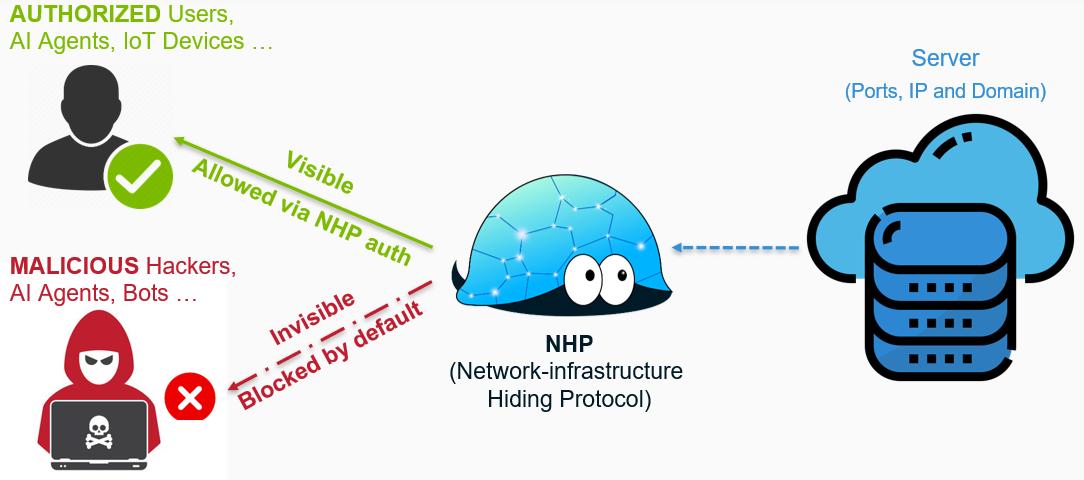 AUTHORIZED Users,
AI Agents, IoT Devices ...
Visible
Allowed via NHP auth
MALICIOUS Hackers,
AI Agents, Bots ...
Invisible
Blocked by default
NHP
(Network-infrastructure
Hiding Protocol)
Server
(Ports, IP and Domain)